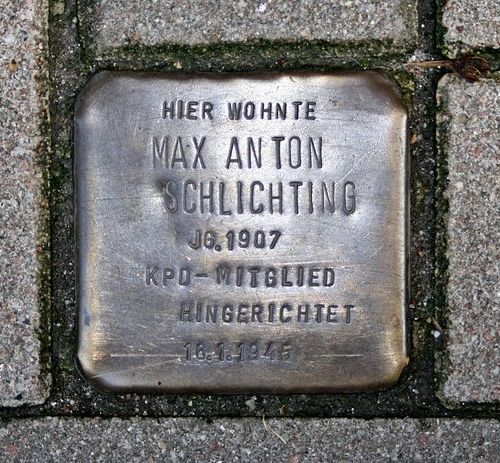 HIER WOHNTE
MAX ANTON
SCHLICHTING
JG. 1907
KPD-MITGLIED
HINGERICHTET
16.1.1945